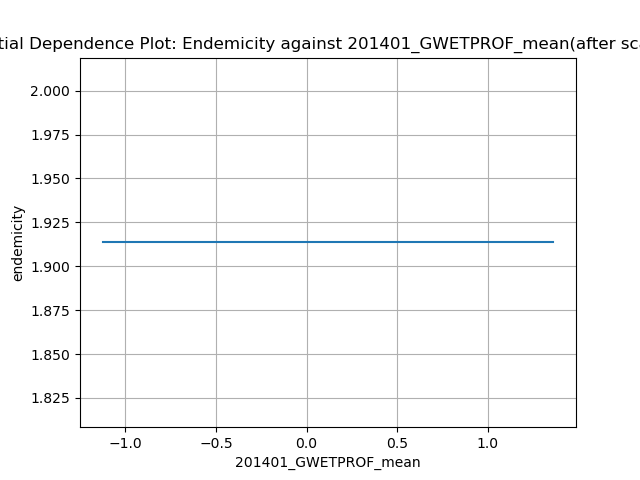 tial Dependence Plot: Endemicity against 201401_GWETPROF_mean(after sca
2.000
1.975
1.950
1.925
1.900
1.875
1.850
1.825
endemicity
−1.0 −0.5 0.0 0.5 1.0
201401_GWETPROF_mean